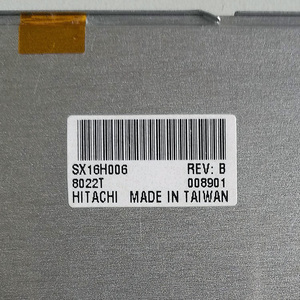 SX16H006 REV: B
8022T 008901
HITACHI MADE IN TAIWAN